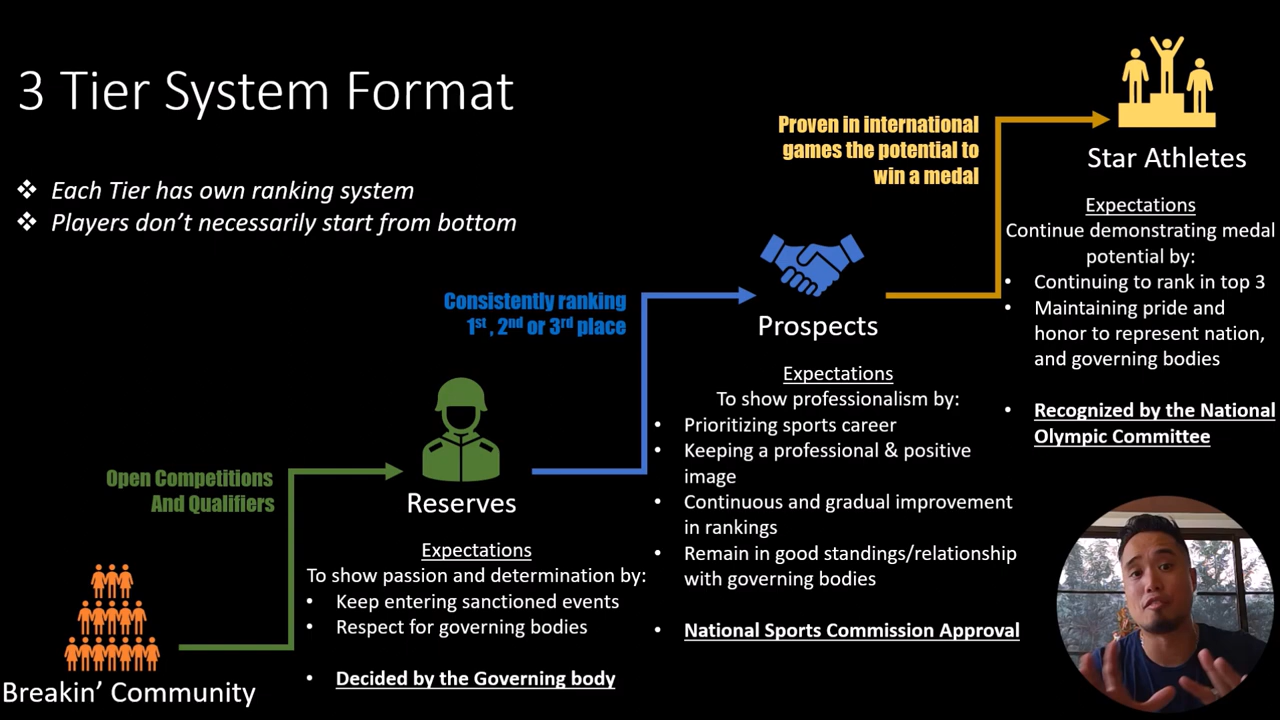 3 Tier System Format
❖ Each Tier has own ranking system
❖ Players don't necessarily start from bottom
Breakin' Community
Open Competitions
And Qualifiers
Reserves
Expectations
To show passion and determination by:
• Keep entering sanctioned events
• Respect for governing bodies
• Decided by the Governing body
Consistently ranking
1st , 2nd or 3rd place
Prospects
Expectations
To show professionalism by:
• Prioritizing sports career
• Keeping a professional & positive
image
• Continuous and gradual improvement
in rankings
• Remain in good standings/relationship
with governing bodies
• National Sports Commission Approval
Proven in international
games the potential to
win a medal
Star Athletes
Expectations
Continue demonstrating medal
potential by:
• Continuing to rank in top 3
• Maintaining pride and
honor to represent nation,
and governing bodies
• Recognized by the National
Olympic Committee